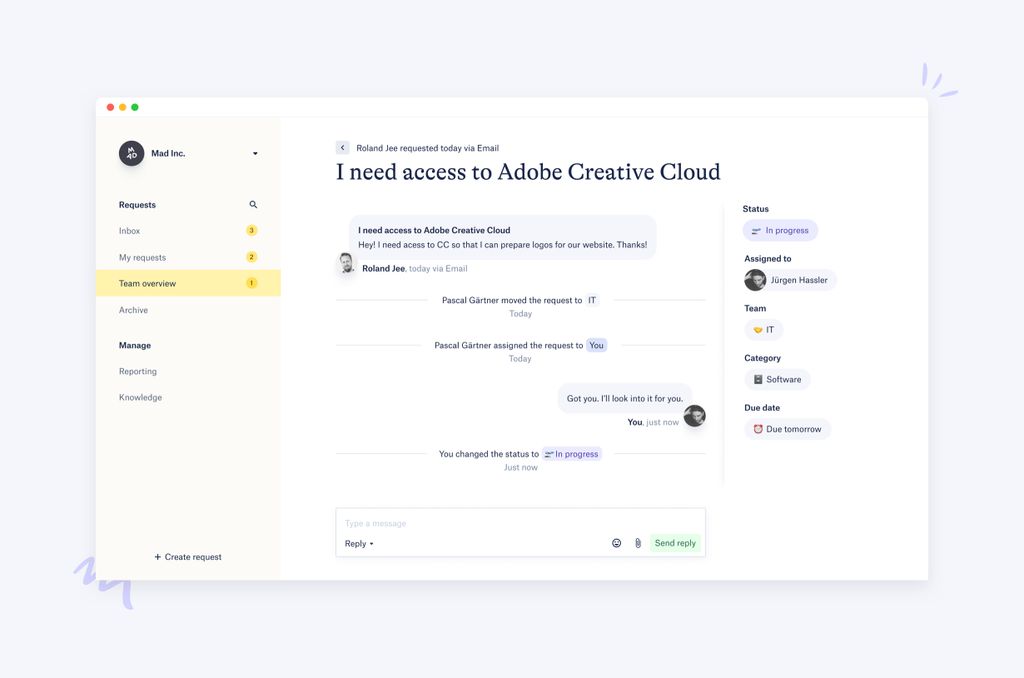 MAD
Mad Inc.
Requests
Inbox 3
My requests 2
Team overview 1
Archive
Manage
Reporting
Knowledge
+ Create request
Roland Jee requested today via Email
I need access to Adobe Creative Cloud
I need access to Adobe Creative Cloud
Hey! I need acess to CC so that I can prepare logos for our website. Thanks!
Roland Jee, today via Email
Pascal Gärtner moved the request to IT
Today
Pascal Gärtner assigned the request to You
Today
Got you. I'll look into it for you.
You, just now
You changed the status to In progress
Just now
Type a message
Reply
Send reply
Status
In progress
Assigned to
Jürgen Hassler
Team
IT
Category
Software
Due date
Due tomorrow